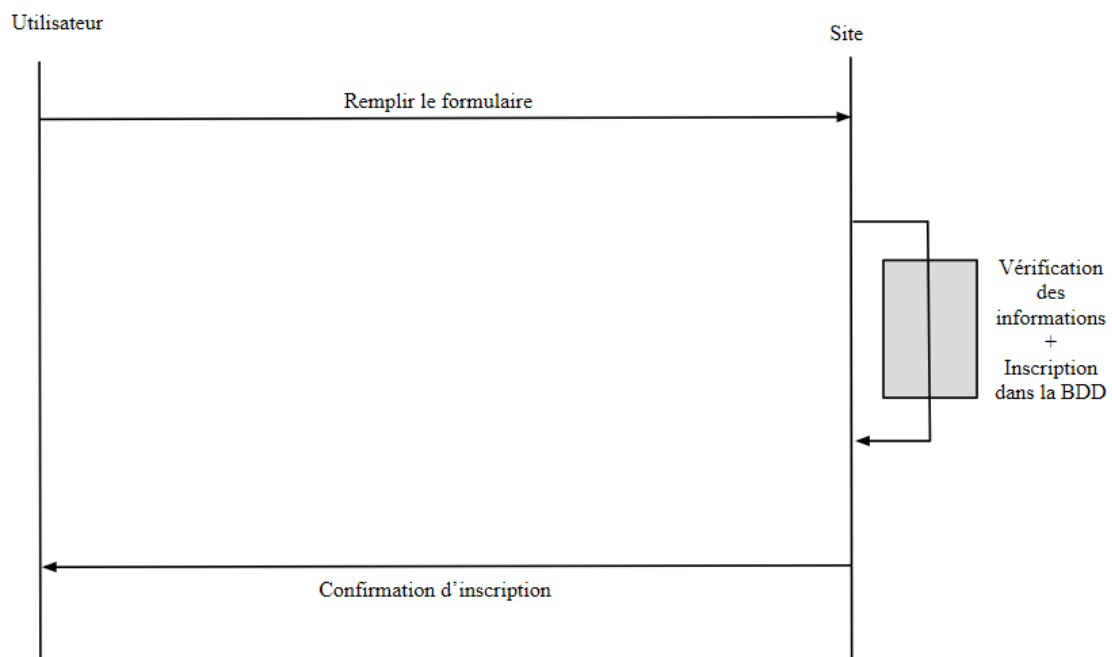 Utilisateur
Site
Remplir le formulaire
Vérification
des
informations
+
Inscription
dans la BDD
Confirmation d’inscription